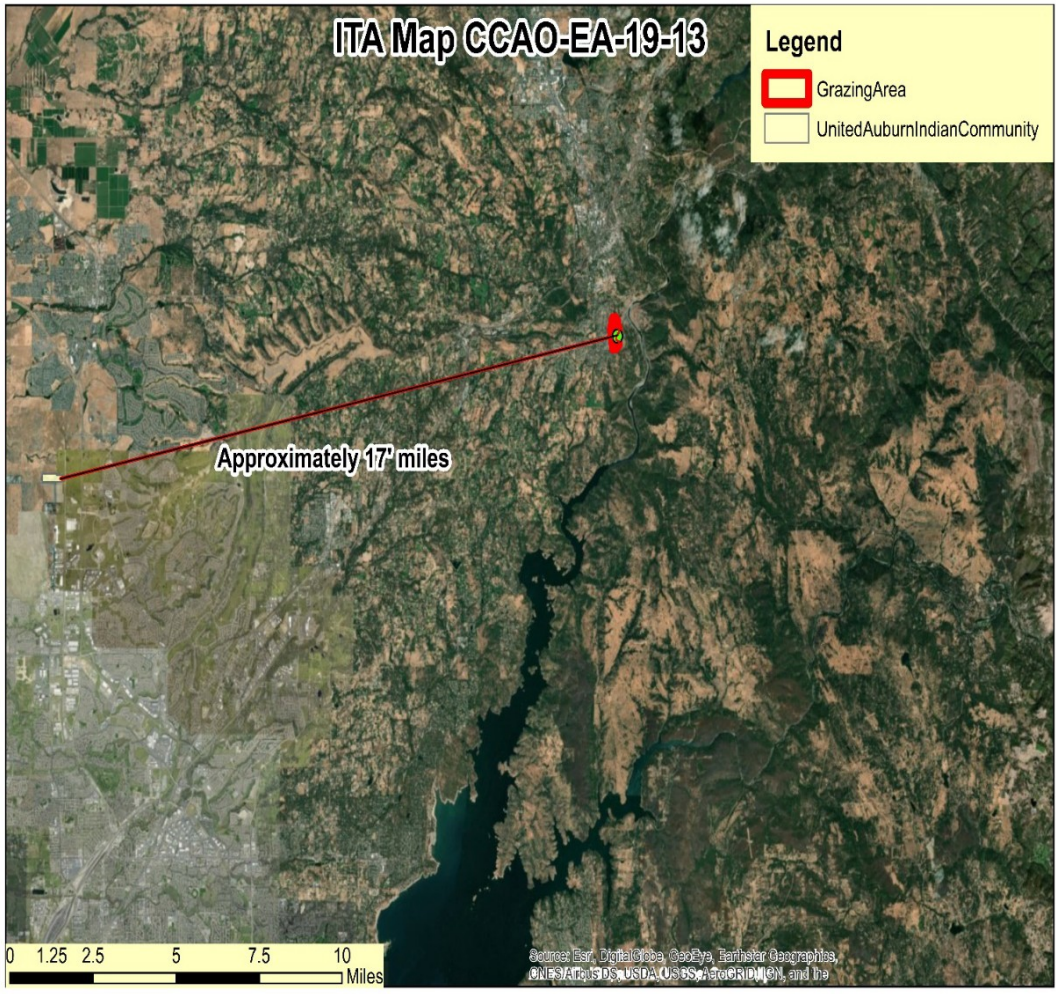 ITA Map CCAO-EA-19-13
Legend
GrazingArea
UnitedAuburnIndianCommunity
Approximately 17' miles
0 1.25 2.5 5 7.5 10
Miles
Source: Esri, DigitalGlobe, GeoEye, Earthstar Geographics,
CNES/Airbus DS, USDA, USGS, AeroGRID, IGN, and the